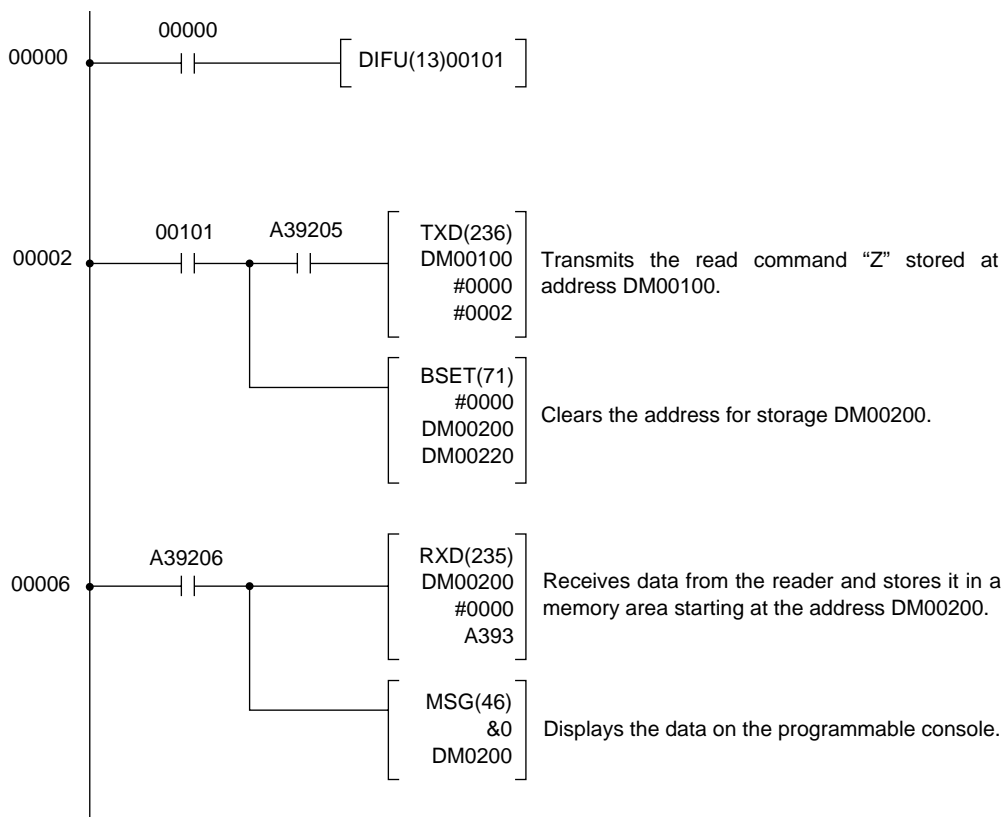 00000
00000
DIFU(13)00101
00101
A39205
00002
TXD(236)
DM00100
#0000
#0002
Transmits the read command “Z” stored at
address DM00100.
BSET(71)
#0000
DM00200
DM00220
Clears the address for storage DM00200.
A39206
00006
RXD(235)
DM00200
#0000
A393
Receives data from the reader and stores it in a
memory area starting at the address DM00200.
MSG(46)
&0
DM0200
Displays the data on the programmable console.